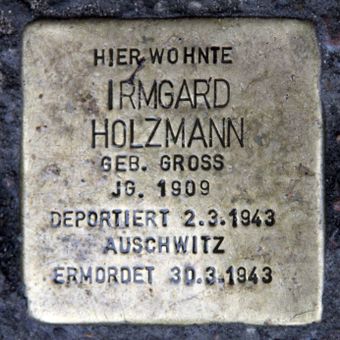 HIER WOHNTE
IRMGARD
HOLZMANN
GEB. GROSS
JG. 1909
DEPORTIERT 2.3.1943
AUSCHWITZ
ERMORDET 30.3.1943